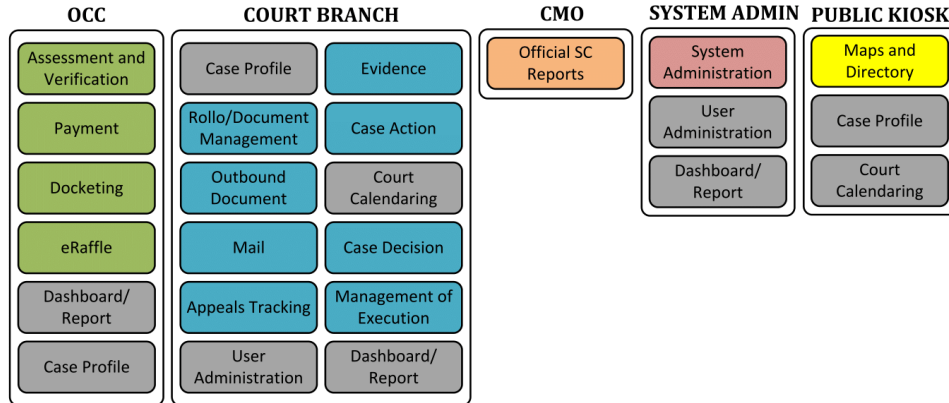 OCC
Assessment and
Verification
Payment
Docketing
eRaffle
Dashboard/
Report
Case Profile
COURT BRANCH
Case Profile
Evidence
Rollo/Document
Management
Case Action
Outbound
Document
Court
Calendaring
Mail
Case Decision
Appeals Tracking
Management of
Execution
User
Administration
Dashboard/
Report
CMO
Official SC
Reports
SYSTEM ADMIN
System
Administration
User
Administration
Dashboard/
Report
PUBLIC KIOSK
Maps and
Directory
Case Profile
Court
Calendaring